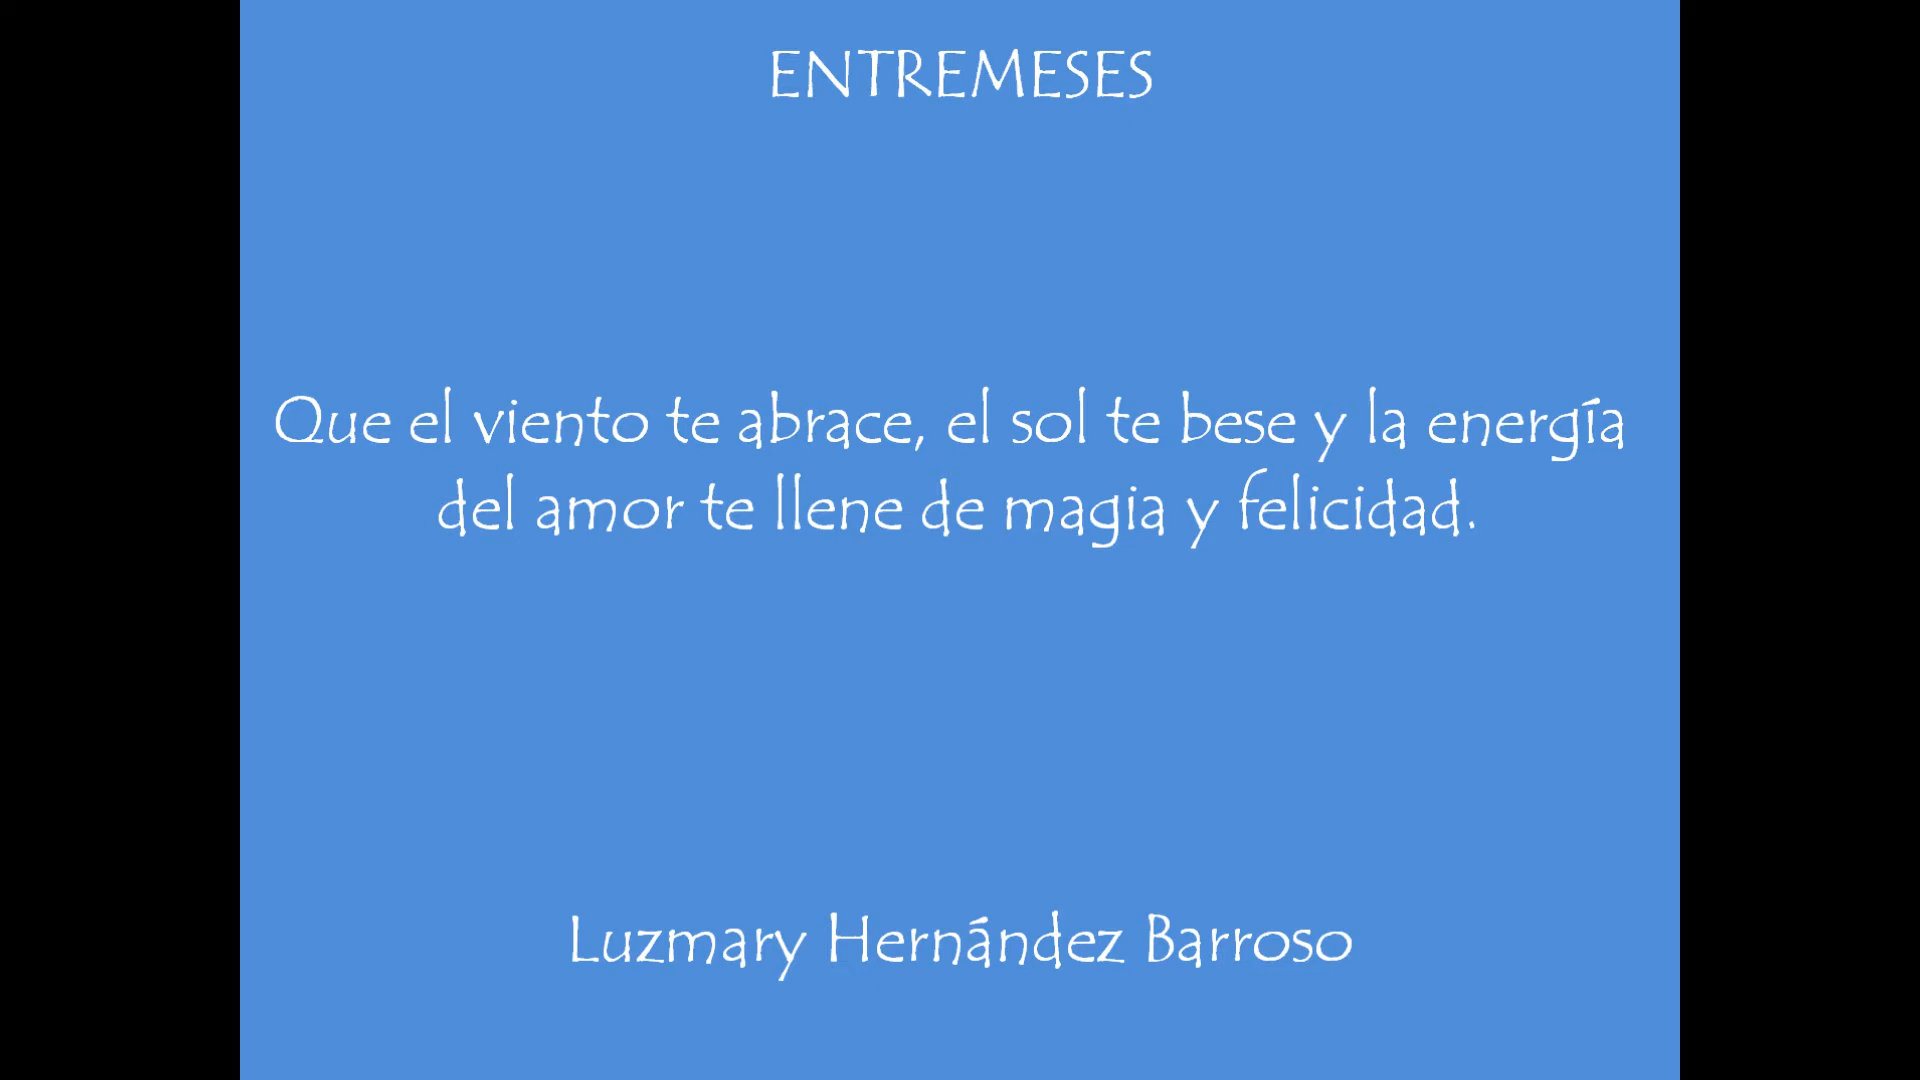 ENTREMESES
Que el viento te abrace, el sol te bese y la energía
del amor te llene de magia y felicidad.
Luzmary Hernández Barroso